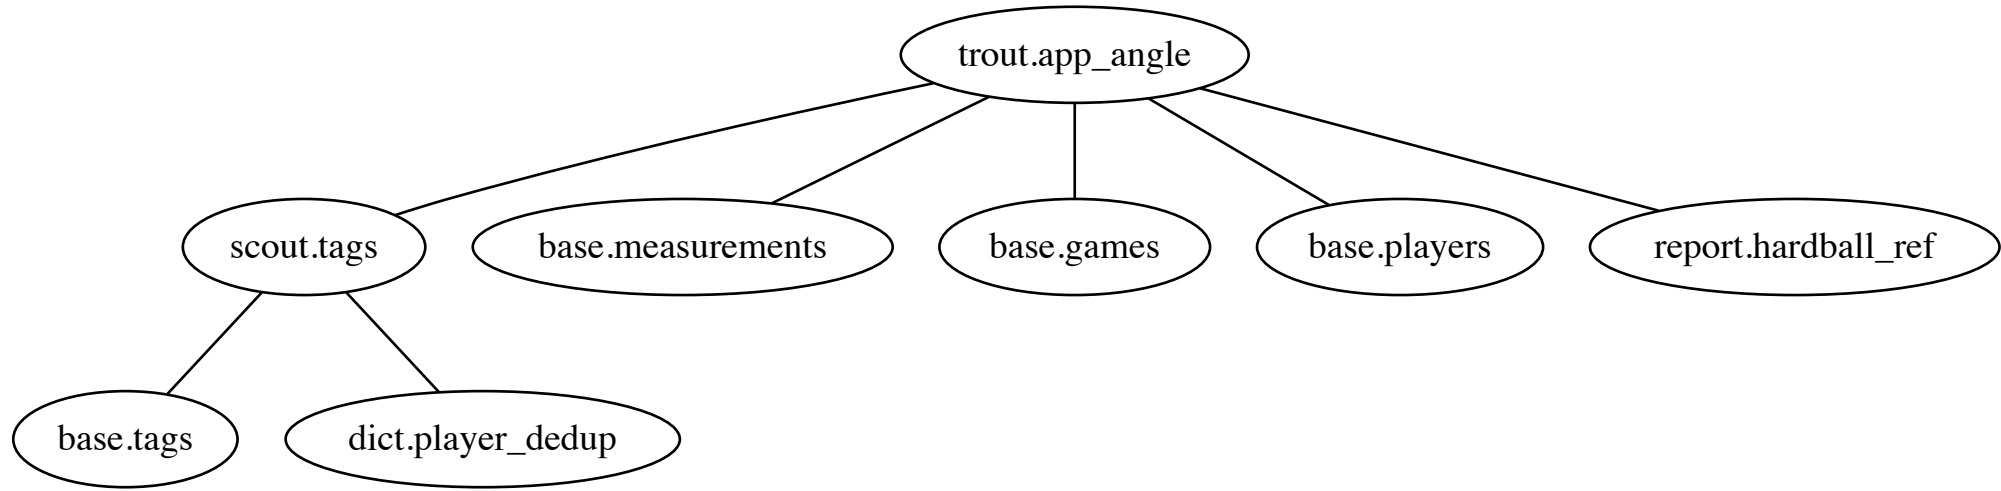 trout.app_angle
scout.tags
base.measurements
base.games
base.players
report.hardball_ref
base.tags
dict.player_dedup